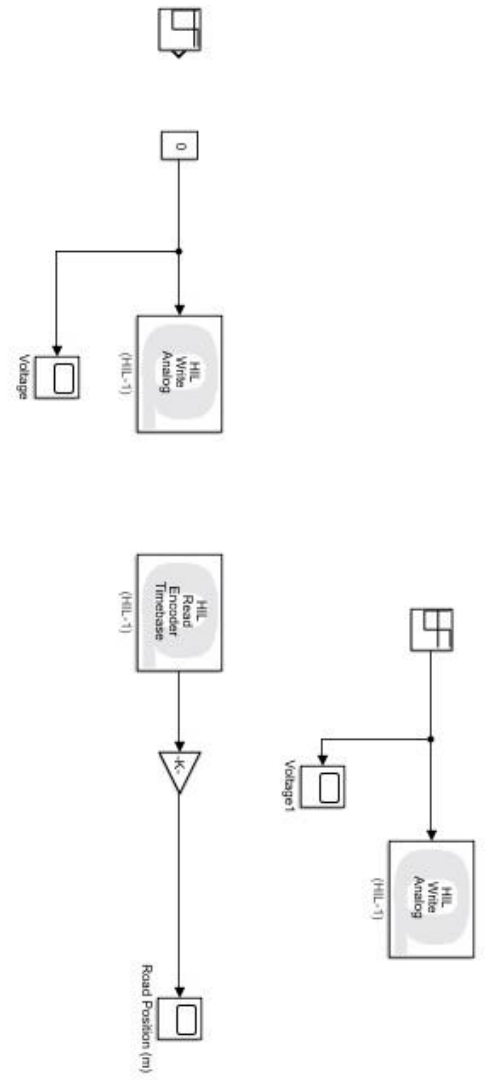 0
HIL
Write
Analog
(HIL-1)
Voltage
HIL
Read
Encoder
Timebase
(HIL-1)
-K-
Road Position (m)
Voltage1
HIL
Write
Analog
(HIL-1)